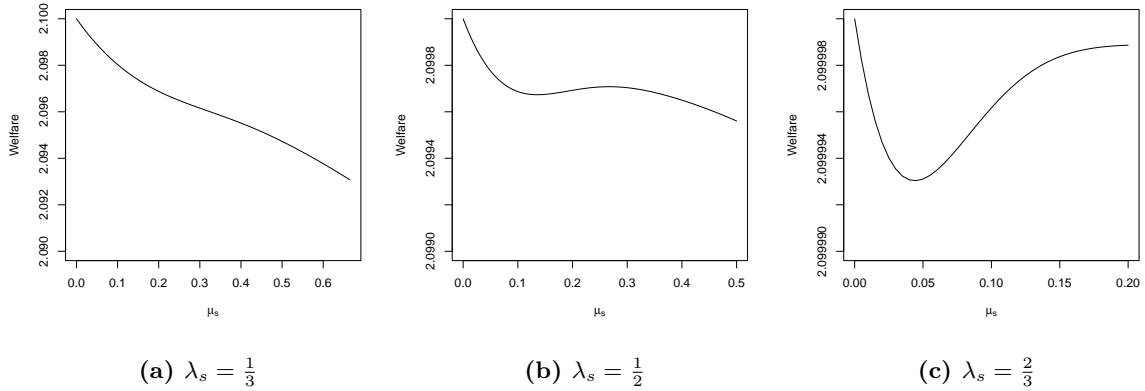 2.090 2.092 2.094 2.096 2.098 2.100
Welfare
0.0 0.1 0.2 0.3 0.4 0.5 0.6
μs
(a) λs = 1/3
2.0990 2.0994 2.0998
Welfare
0.0 0.1 0.2 0.3 0.4 0.5
μs
(b) λs = 1/2
2.099990 2.099994 2.099998
Welfare
0.00 0.05 0.10 0.15 0.20
μs
(c) λs = 2/3